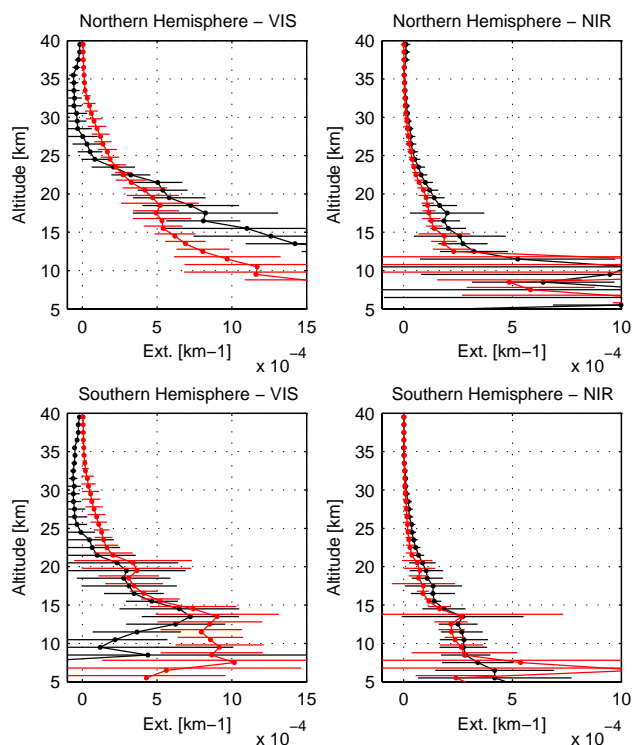 Northern Hemisphere − VIS
40
35
30
25
20
15
10
5
Altitude [km]
0 5 10 15
Ext. [km−1]
x 10⁻⁴
Northern Hemisphere − NIR
40
35
30
25
20
15
10
5
Altitude [km]
0 5 10
Ext. [km−1]
x 10⁻⁴
Southern Hemisphere − VIS
40
35
30
25
20
15
10
5
Altitude [km]
0 5 10 15
Ext. [km−1]
x 10⁻⁴
Southern Hemisphere − NIR
40
35
30
25
20
15
10
5
Altitude [km]
0 5 10
Ext. [km−1]
x 10⁻⁴